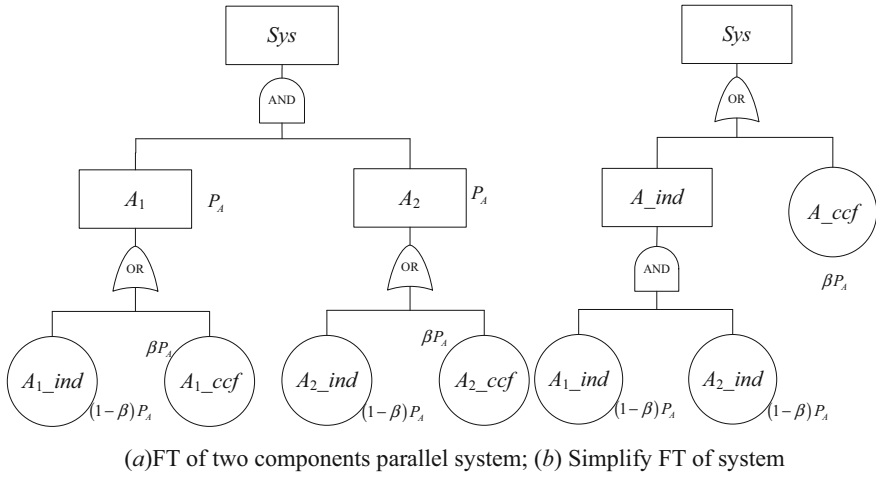 Sys
AND
A₁
P_A
A₂
P_A
OR
OR
A₁_ind
(1−β)P_A
βP_A
A₁_ccf
A₂_ind
(1−β)P_A
βP_A
A₂_ccf
Sys
OR
A_ind
A_ccf
βP_A
AND
A₁_ind
(1−β)P_A
A₂_ind
(1−β)P_A
(a)FT of two components parallel system; (b) Simplify FT of system